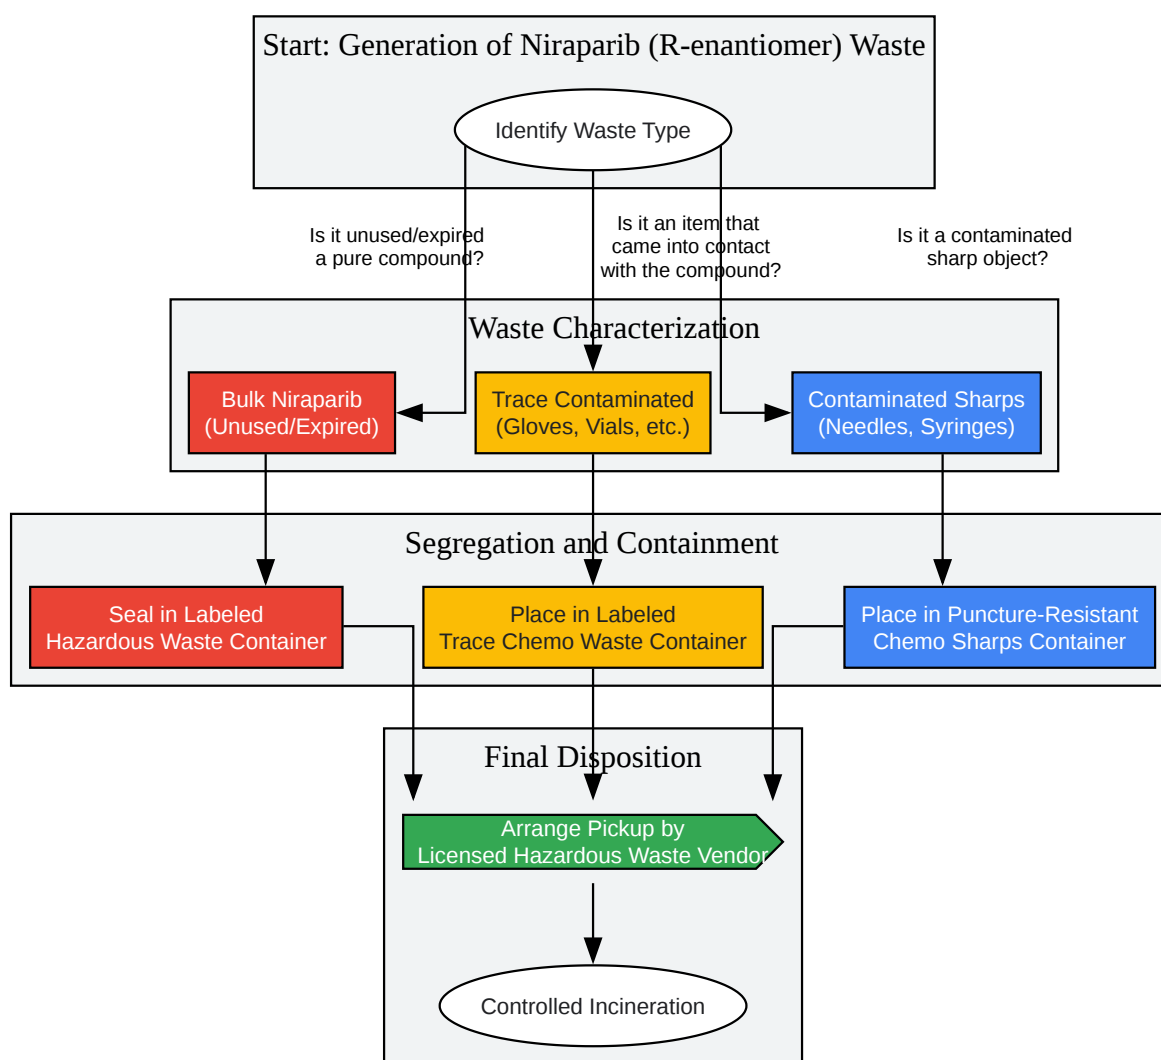 Start: Generation of Niraparib (R-enantiomer) Waste
Identify Waste Type
Is it unused/expired
a pure compound?
Is it an item that
came into contact
with the compound?
Is it a contaminated
sharp object?
Waste Characterization
Bulk Niraparib
(Unused/Expired)
Trace Contaminated
(Gloves, Vials, etc.)
Contaminated Sharps
(Needles, Syringes)
Segregation and Containment
Seal in Labeled
Hazardous Waste Container
Place in Labeled
Trace Chemo Waste Container
Place in Puncture-Resistant
Chemo Sharps Container
Final Disposition
Arrange Pickup by
Licensed Hazardous Waste Vendor
Controlled Incineration